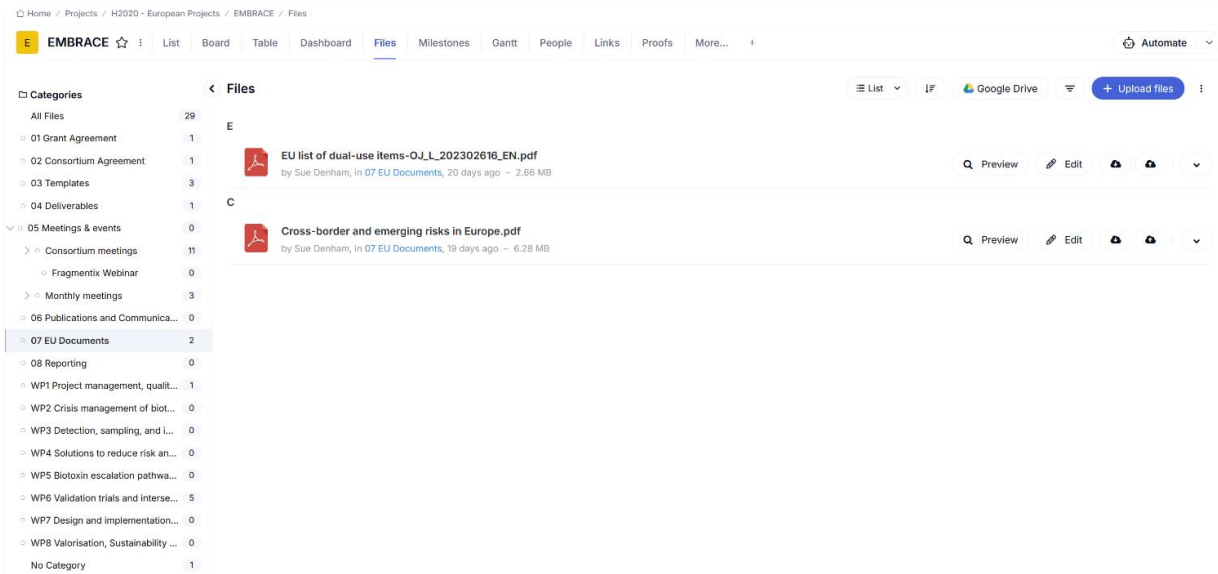 Home / Projects / H2020 - European Projects / EMBRACE / Files
E EMBRACE List Board Table Dashboard Files Milestones Gantt People Links Proofs More... + Automate
Categories
All Files 29
01 Grant Agreement 1
02 Consortium Agreement 1
03 Templates 3
04 Deliverables 1
05 Meetings & events 0
Consortium meetings 11
Fragmentix Webinar 0
Monthly meetings 3
06 Publications and Communica... 0
07 EU Documents 2
08 Reporting 0
WP1 Project management, qualit... 1
WP2 Crisis management of biot... 0
WP3 Detection, sampling, and i... 0
WP4 Solutions to reduce risk an... 0
WP5 Biotoxin escalation pathwa... 0
WP6 Validation trials and interse... 5
WP7 Design and implementation... 0
WP8 Valorisation, Sustainability ... 0
No Category 1
Files List Google Drive + Upload files
E
EU list of dual-use items-OJ_L_202302616_EN.pdf
by Sue Denham, in 07 EU Documents, 20 days ago – 2.66 MB
Preview Edit
C
Cross-border and emerging risks in Europe.pdf
by Sue Denham, in 07 EU Documents, 19 days ago – 6.28 MB
Preview Edit